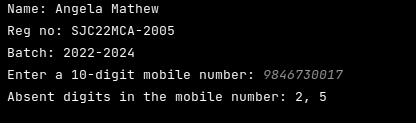 Name: Angela Mathew
Reg no: SJC22MCA-2005
Batch: 2022-2024
Enter a 10-digit mobile number: 9846730017
Absent digits in the mobile number: 2, 5